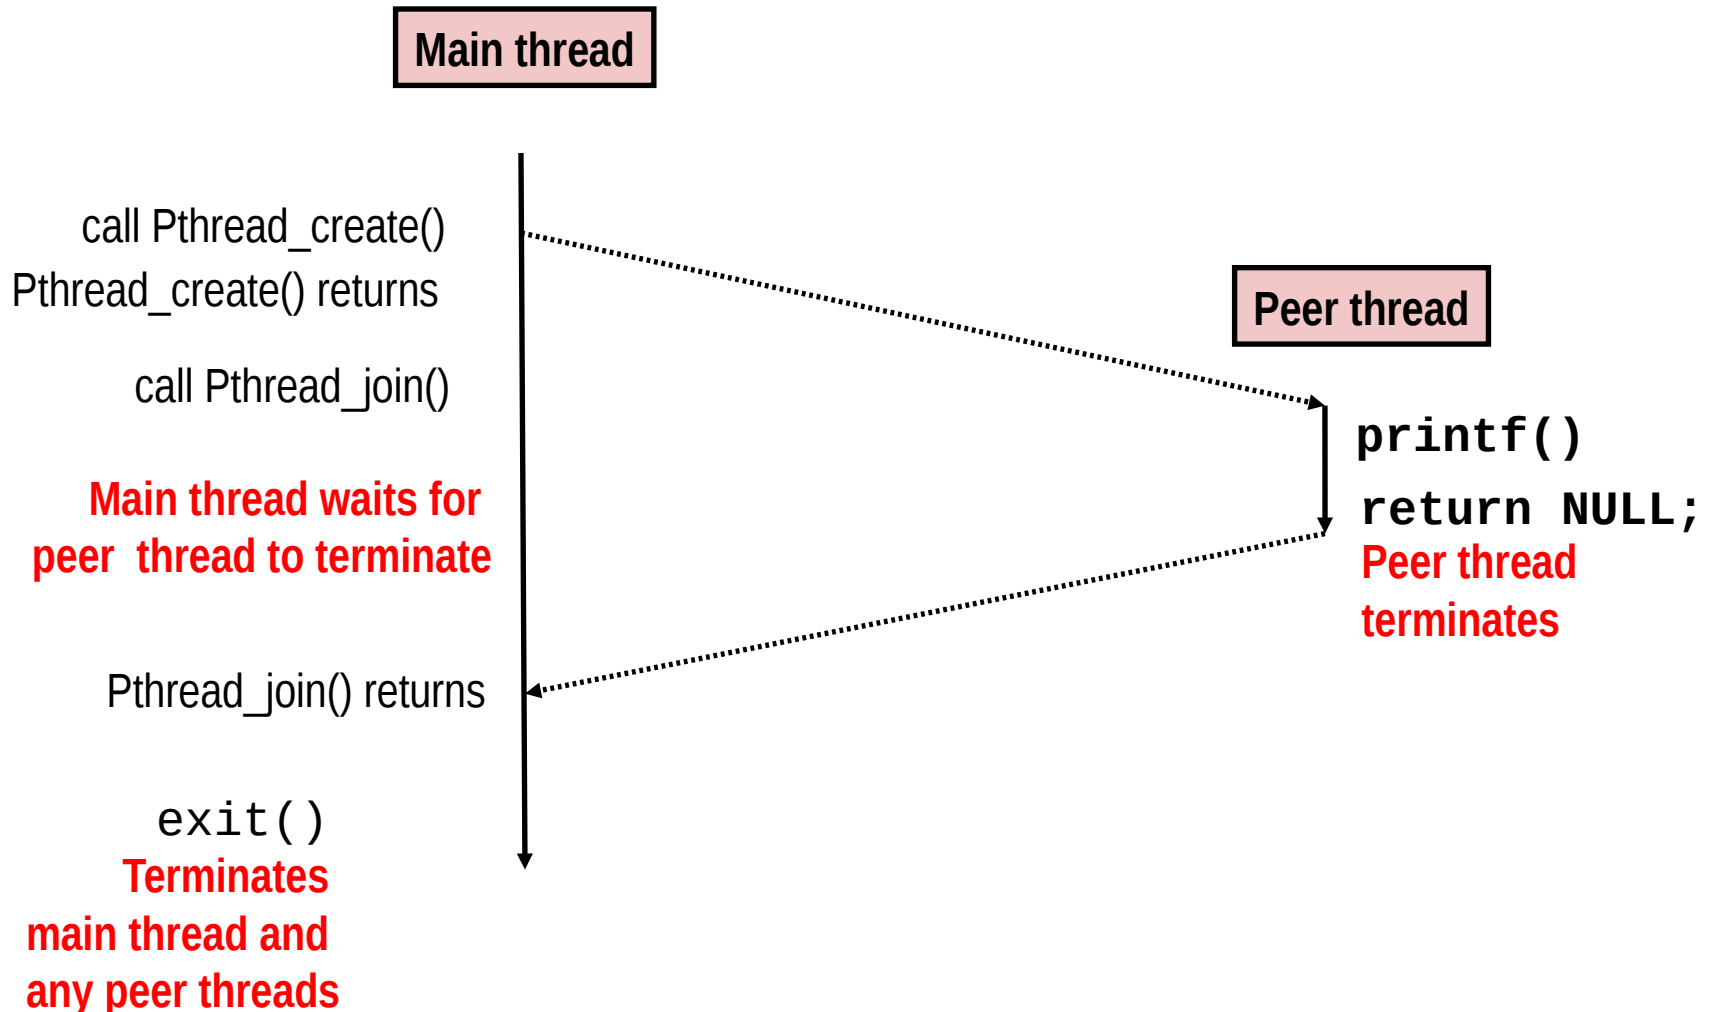 Main thread
call Pthread_create()
Pthread_create() returns
call Pthread_join()
Main thread waits for
peer  thread to terminate
Pthread_join() returns
exit()
Terminates
main thread and
any peer threads
Peer thread
printf()
return NULL;
Peer thread
terminates